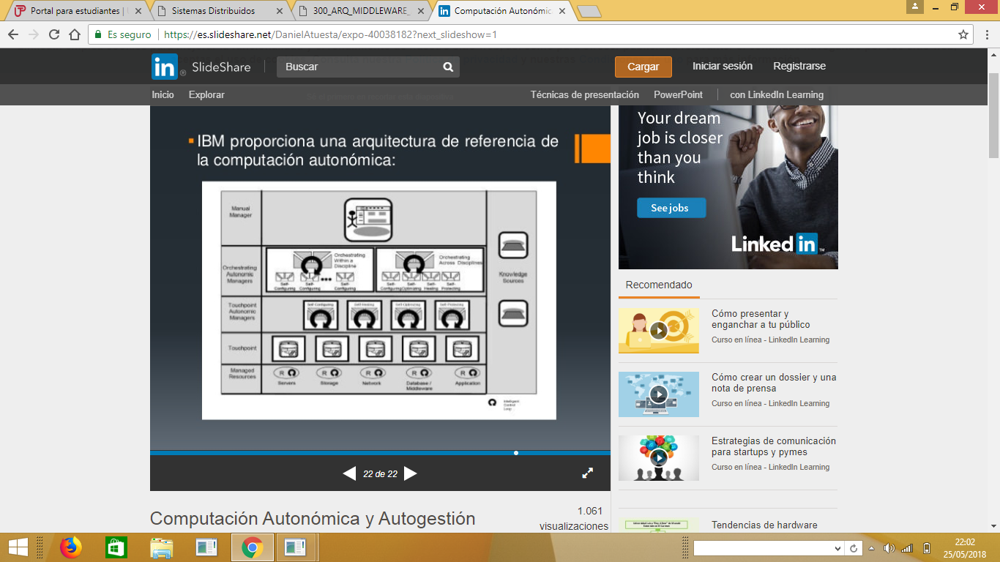 Portal para estudiantes |
Sistemas Distribuidos
300_ARQ_MIDDLEWARE_
Computación Autonómic
Es seguro
https://es.slideshare.net/DanielAtuesta/expo-40038182?next_slideshow=1
in SlideShare
Buscar
Cargar
Iniciar sesión
Registrarse
Inicio
Explorar
Técnicas de presentación
PowerPoint
con LinkedIn Learning
IBM proporciona una arquitectura de referencia de
la computación autonómica:
Manual
Manager
Orchestrating
Autonomic
Managers
Orchestrating
Within a
Discipline
Orchestrating
Across Disciplines
Self-
Configuring
Self-
Configuring
Self-
Configuring
Self-
Configuring
Self-
Optimizing
Self-
Healing
Self-
Protecting
Knowledge
Sources
Touchpoint
Autonomic
Managers
Self-Configuring
Self-Healing
Self-Optimizing
Self-Protecting
Touchpoint
Managed
Resources
R
R
R
R
R
Servers
Storage
Network
Database /
Middleware
Application
Intelligent
Control
Loop
22 de 22
Computación Autonómica y Autogestión
1.061
visualizaciones
Your dream
job is closer
than you
think
See jobs
Linked in
Recomendado
Cómo presentar y
enganchar a tu público
Curso en línea - LinkedIn Learning
Cómo crear un dossier y una
nota de prensa
Curso en línea - LinkedIn Learning
Estrategias de comunicación
para startups y pymes
Curso en línea - LinkedIn Learning
Tendencias de hardware
22:02
25/05/2018